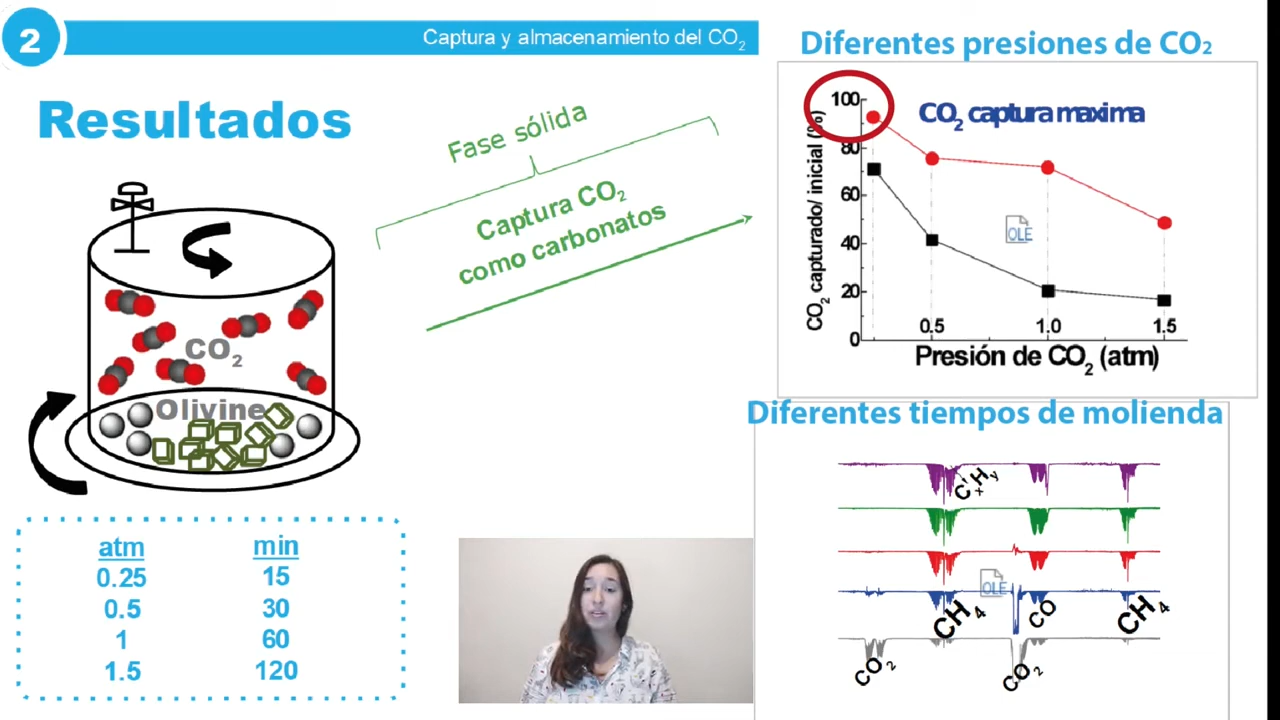 2
Captura y almacenamiento del CO₂
Resultados
Fase sólida
Captura CO₂
como carbonatos
CO₂
Olivine
atm min
0.25 15
0.5 30
1 60
1.5 120
Diferentes presiones de CO₂
CO₂ captura maxima
CO₂ capturado/ inicial (%)
100
80
60
40
20
0
OLE
0.5 1.0 1.5
Presión de CO₂ (atm)
Diferentes tiempos de molienda
CₓHᵧ
OLE
CH₄ CO CH₄
CO₂ CO₂